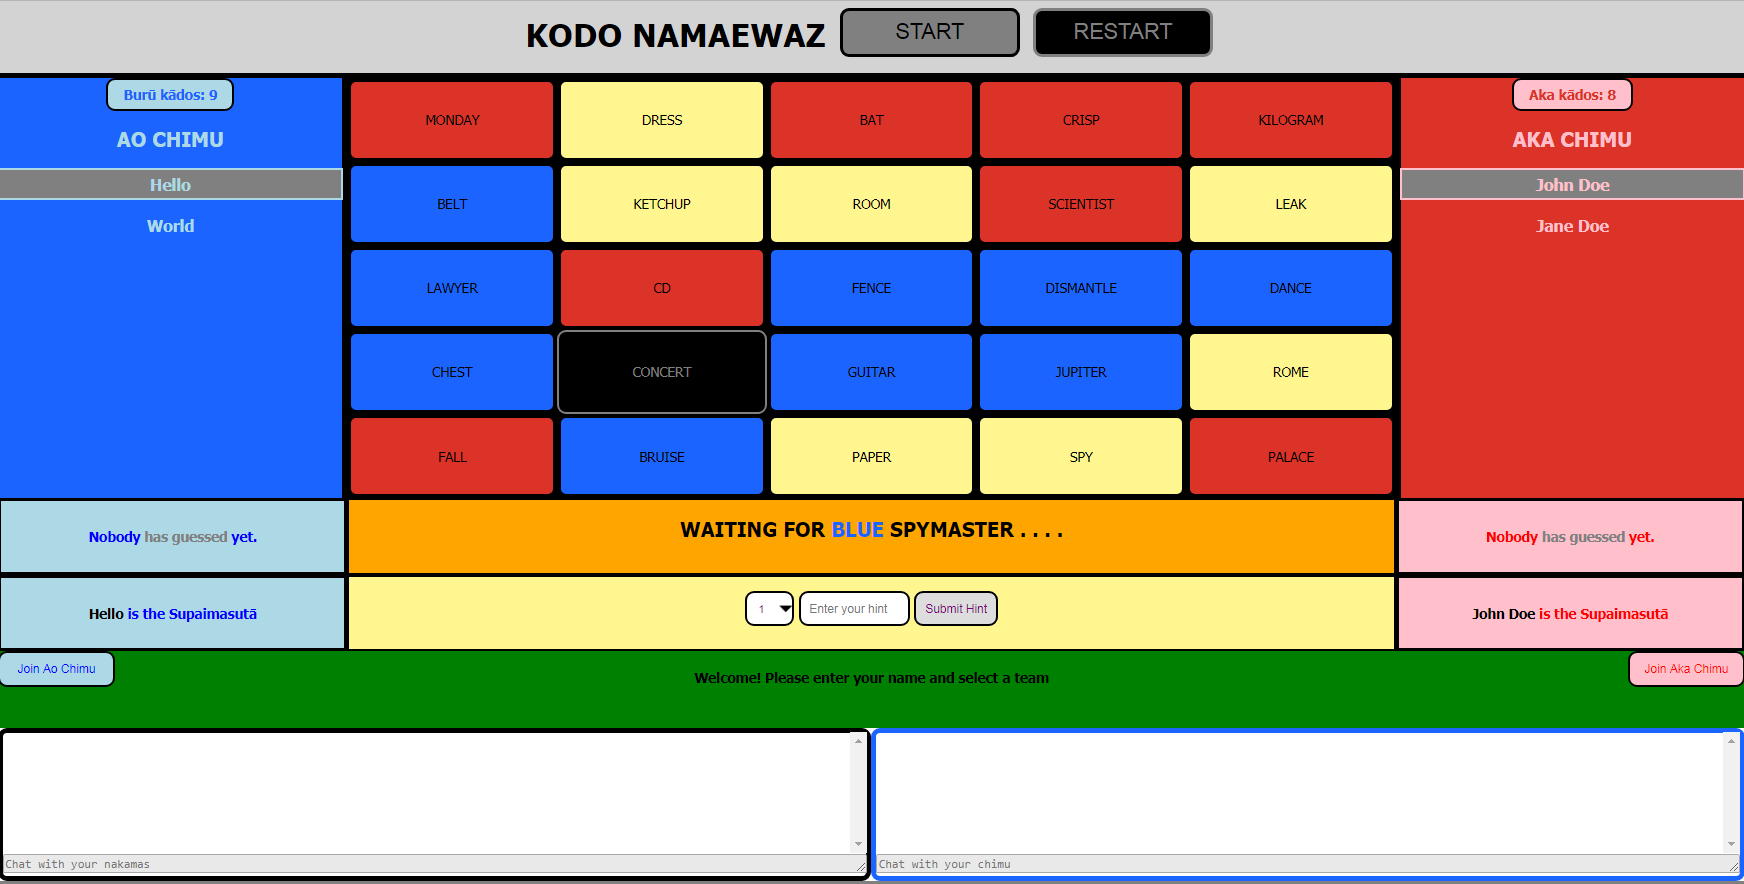 KODO NAMAEWAZ START RESTART
Burū kādos: 9
AO CHIMU
Hello
World
MONDAY DRESS BAT CRISP KILOGRAM
BELT KETCHUP ROOM SCIENTIST LEAK
LAWYER CD FENCE DISMANTLE DANCE
CHEST CONCERT GUITAR JUPITER ROME
FALL BRUISE PAPER SPY PALACE
Aka kādos: 8
AKA CHIMU
John Doe
Jane Doe
Nobody has guessed yet.
WAITING FOR BLUE SPYMASTER . . . .
Nobody has guessed yet.
Hello is the Supaimasutā
1 Enter your hint Submit Hint
John Doe is the Supaimasutā
Join Ao Chimu
Welcome! Please enter your name and select a team
Join Aka Chimu
Chat with your nakamas
Chat with your chimu